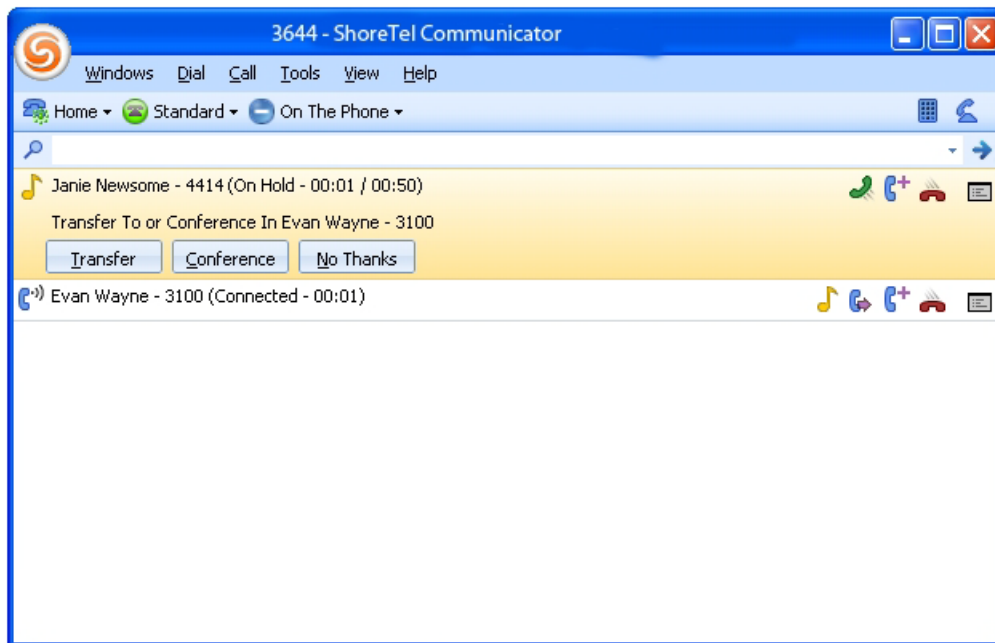 3644 - ShoreTel Communicator
Windows Dial Call Tools View Help
Home Standard On The Phone
Janie Newsome - 4414 (On Hold - 00:01 / 00:50)
Transfer To or Conference In Evan Wayne - 3100
Transfer Conference No Thanks
Evan Wayne - 3100 (Connected - 00:01)